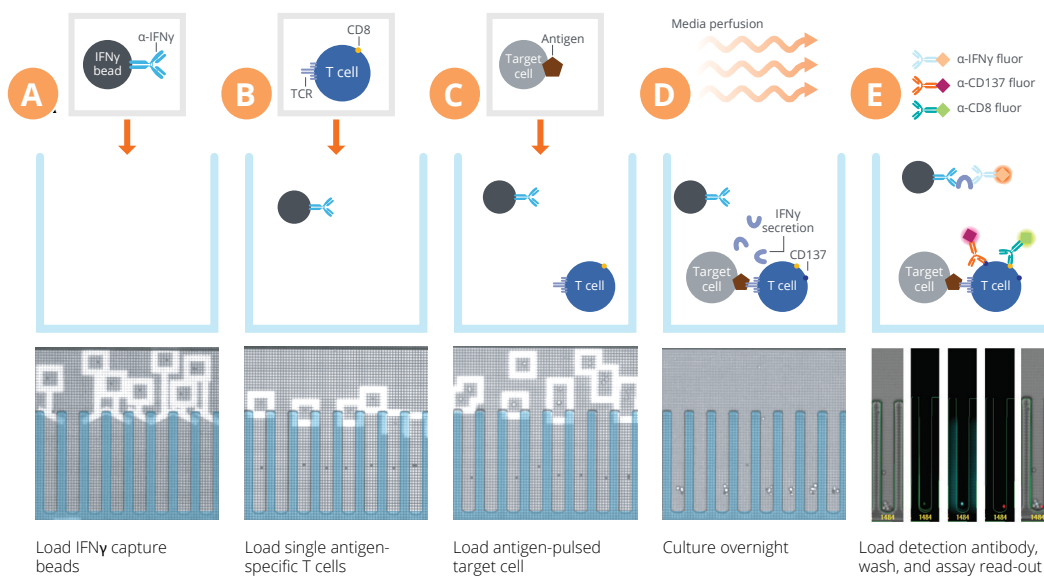 A
IFNγ
bead
α-IFNγ
B
CD8
T cell
TCR
C
Antigen
Target
cell
D
Media perfusion
E
α-IFNγ fluor
α-CD137 fluor
α-CD8 fluor
T cell
IFNγ
secretion
CD137
Target
cell
T cell
Target
cell
T cell
1484
1484
1484
1484
1484
Load IFNγ capture
beads
Load single antigen-
specific T cells
Load antigen-pulsed
target cell
Culture overnight
Load detection antibody,
wash, and assay read-out